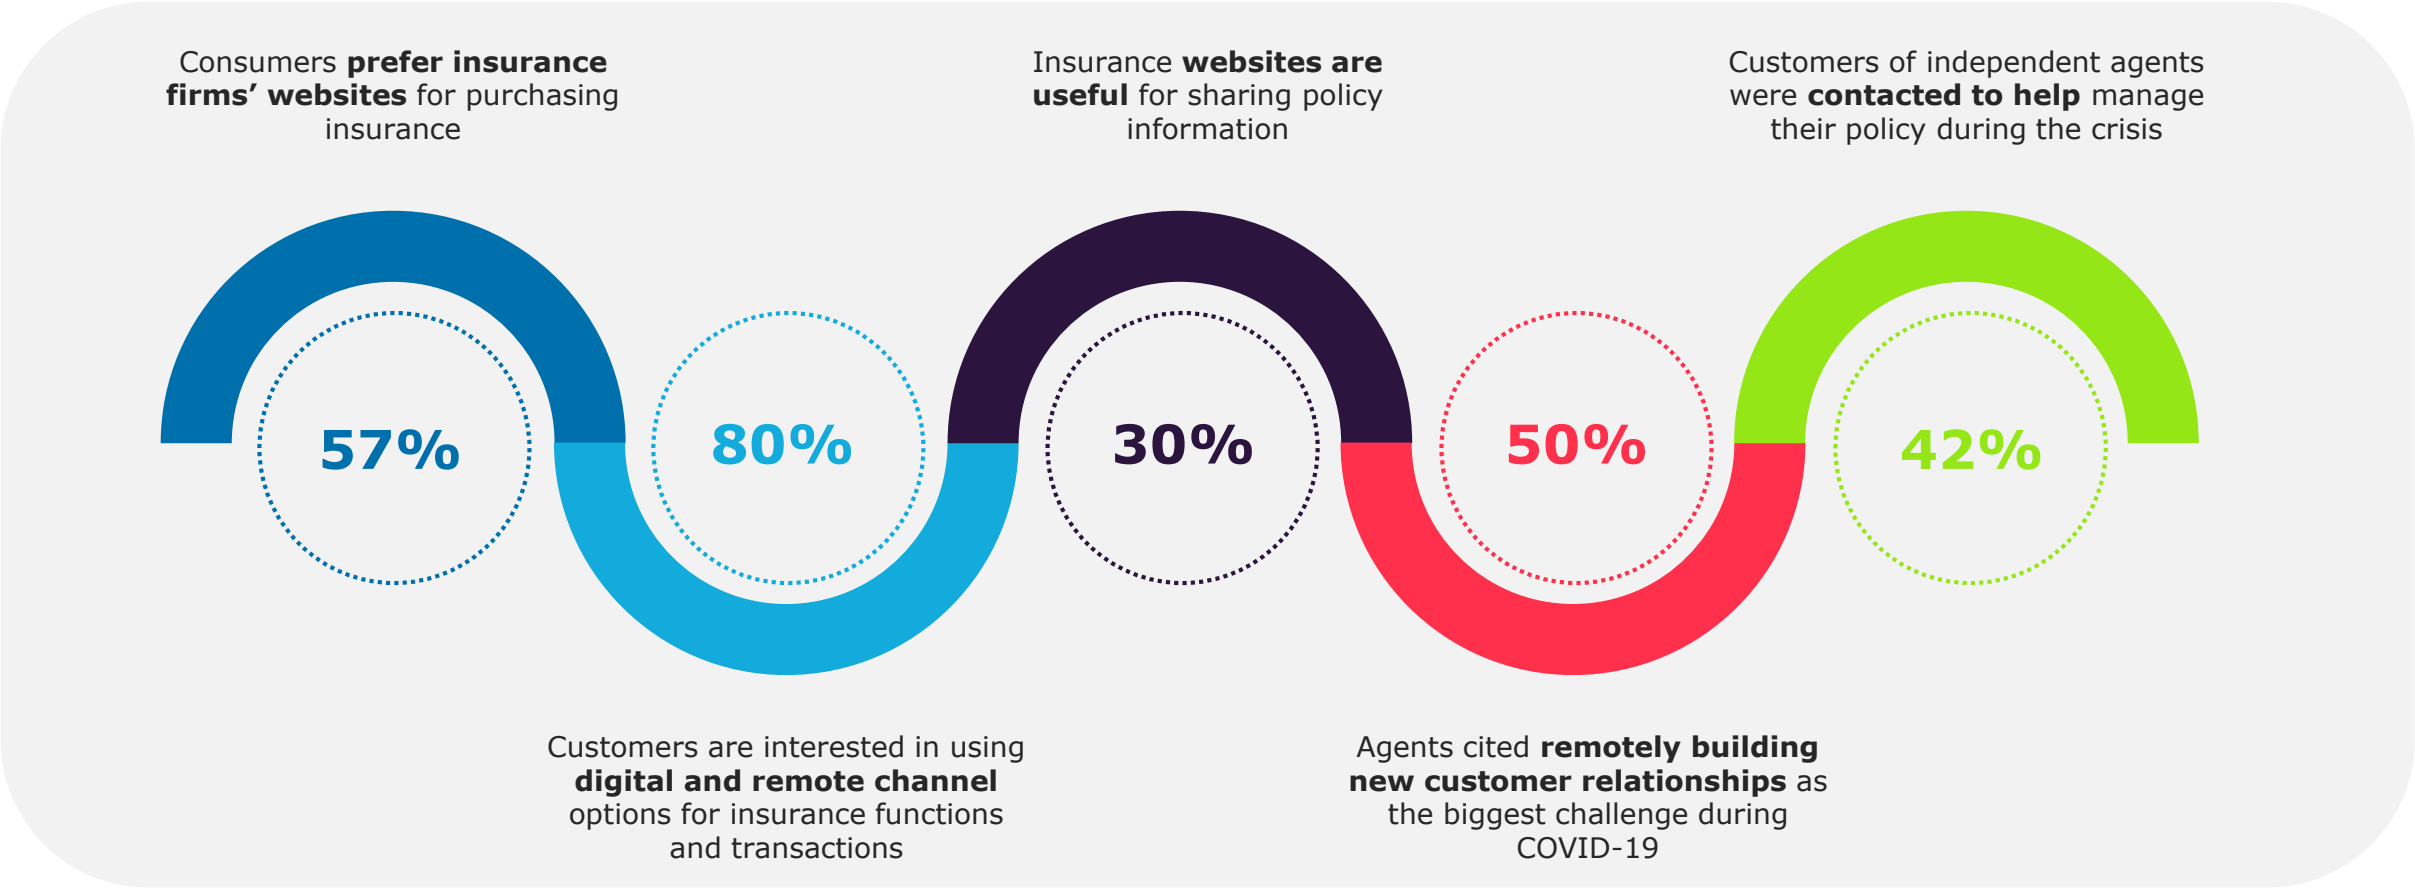 Consumers prefer insurance
firms’ websites for purchasing
insurance
57%
Customers are interested in using
digital and remote channel
options for insurance functions
and transactions
80%
Insurance websites are
useful for sharing policy
information
30%
Agents cited remotely building
new customer relationships as
the biggest challenge during
COVID-19
50%
Customers of independent agents
were contacted to help manage
their policy during the crisis
42%